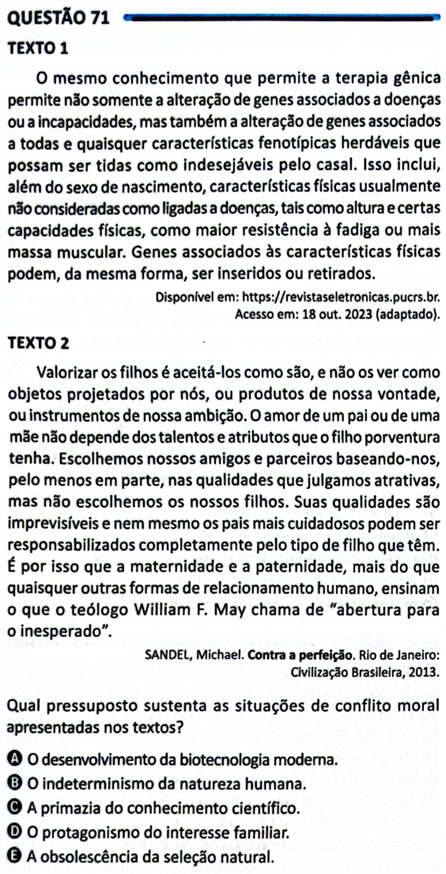 QUESTÃO 71
TEXTO 1
O mesmo conhecimento que permite a terapia gênica
permite não somente a alteração de genes associados a doenças
ou a incapacidades, mas também a alteração de genes associados
a todas e quaisquer características fenotípicas herdáveis que
possam ser tidas como indesejáveis pelo casal. Isso inclui,
além do sexo de nascimento, características físicas usualmente
não consideradas como ligadas a doenças, tais como altura e certas
capacidades físicas, como maior resistência à fadiga ou mais
massa muscular. Genes associados às características físicas
podem, da mesma forma, ser inseridos ou retirados.
Disponível em: https://revistaseletronicas.pucrs.br.
Acesso em: 18 out. 2023 (adaptado).
TEXTO 2
Valorizar os filhos é aceitá-los como são, e não os ver como
objetos projetados por nós, ou produtos de nossa vontade,
ou instrumentos de nossa ambição. O amor de um pai ou de uma
mãe não depende dos talentos e atributos que o filho porventura
tenha. Escolhemos nossos amigos e parceiros baseando-nos,
pelo menos em parte, nas qualidades que julgamos atrativas,
mas não escolhemos os nossos filhos. Suas qualidades são
imprevisíveis e nem mesmo os pais mais cuidadosos podem ser
responsabilizados completamente pelo tipo de filho que têm.
É por isso que a maternidade e a paternidade, mais do que
quaisquer outras formas de relacionamento humano, ensinam
o que o teólogo William F. May chama de “abertura para
o inesperado”.
SANDEL, Michael. Contra a perfeição. Rio de Janeiro:
Civilização Brasileira, 2013.
Qual pressuposto sustenta as situações de conflito moral
apresentadas nos textos?
A O desenvolvimento da biotecnologia moderna.
B O indeterminismo da natureza humana.
C A primazia do conhecimento científico.
D O protagonismo do interesse familiar.
E A obsolescência da seleção natural.